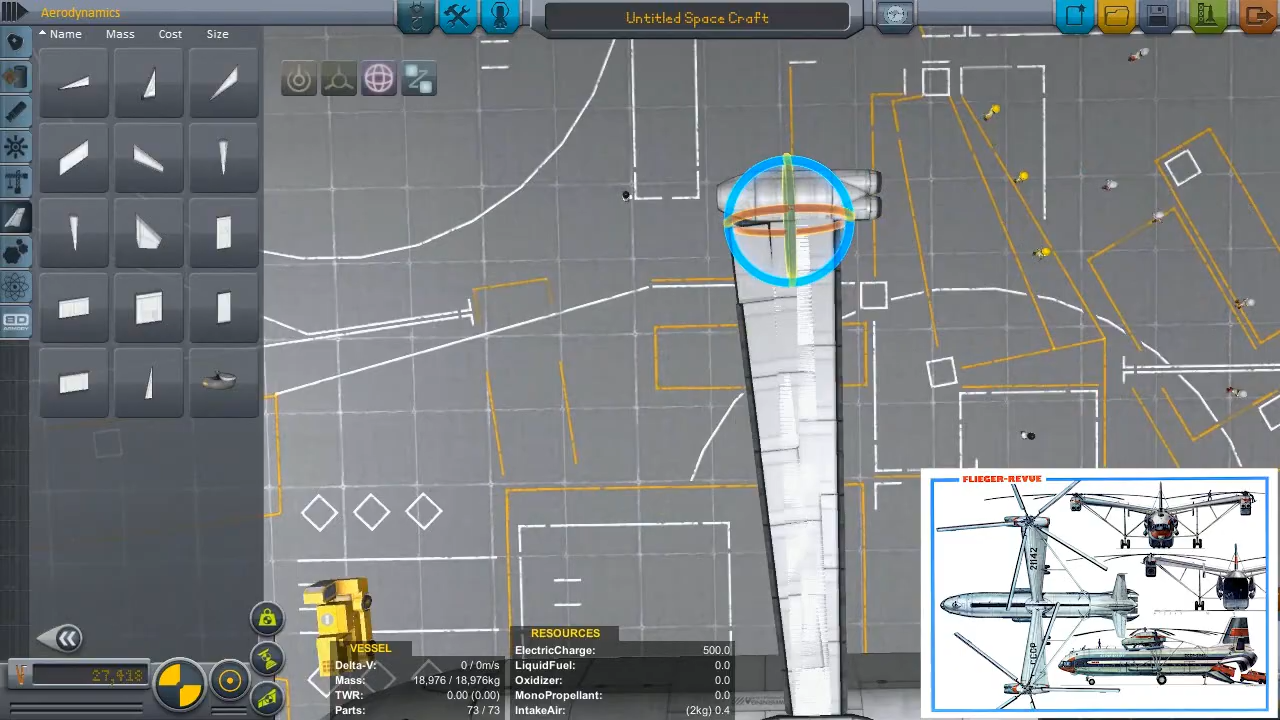 Aerodynamics
Untitled Space Craft
Name Mass Cost Size
VESSEL
Delta-V: 0 / 0m/s
Mass: 18,976 / 18,976kg
TWR: 0.00 (0.00)
Parts: 73 / 73
RESOURCES
ElectricCharge: 500.0
LiquidFuel: 0.0
Oxidizer: 0.0
MonoPropellant: 0.0
IntakeAir: (2kg) 0.4
FLIEGER-REVUE
21142
CCCP